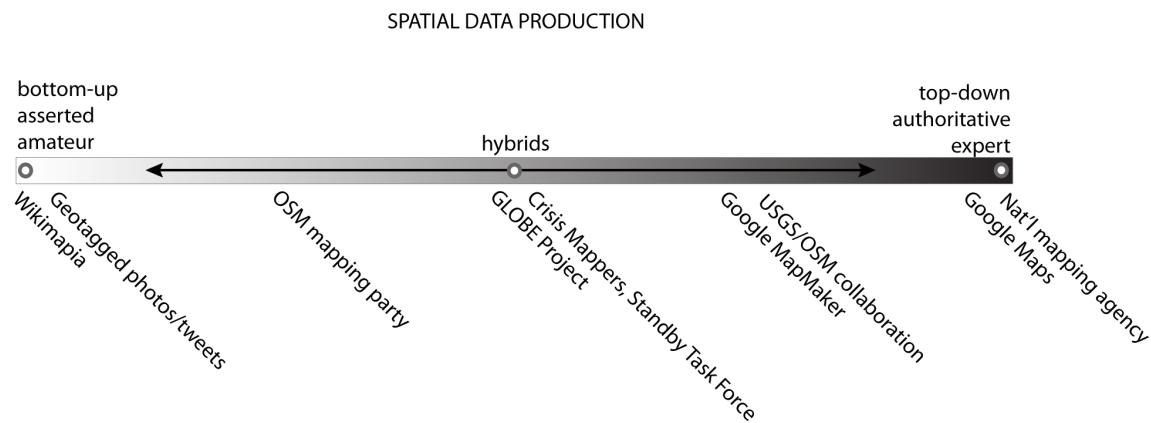 SPATIAL DATA PRODUCTION
bottom-up
asserted
amateur
hybrids
top-down
authoritative
expert
Wikimapia
Geotagged photos/tweets
OSM mapping party
GLOBE Project
Crisis Mappers, Standby Task Force
Google MapMaker
USGS/OSM collaboration
Google Maps
Nat'l mapping agency